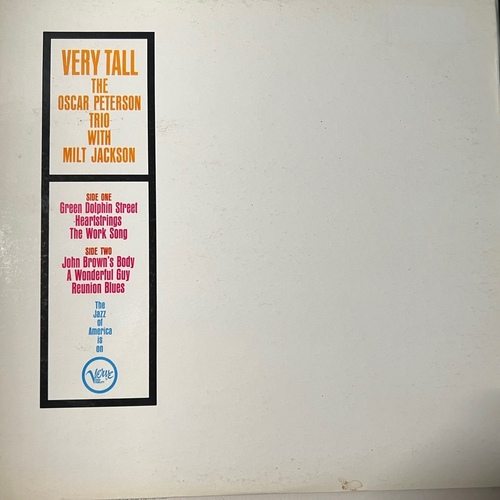 VERY TALL
THE
OSCAR PETERSON
TRIO
WITH
MILT JACKSON
SIDE ONE
Green Dolphin Street
Heartstrings
The Work Song
SIDE TWO
John Brown's Body
A Wonderful Guy
Reunion Blues
The
Jazz
of
America
is
on
Verve